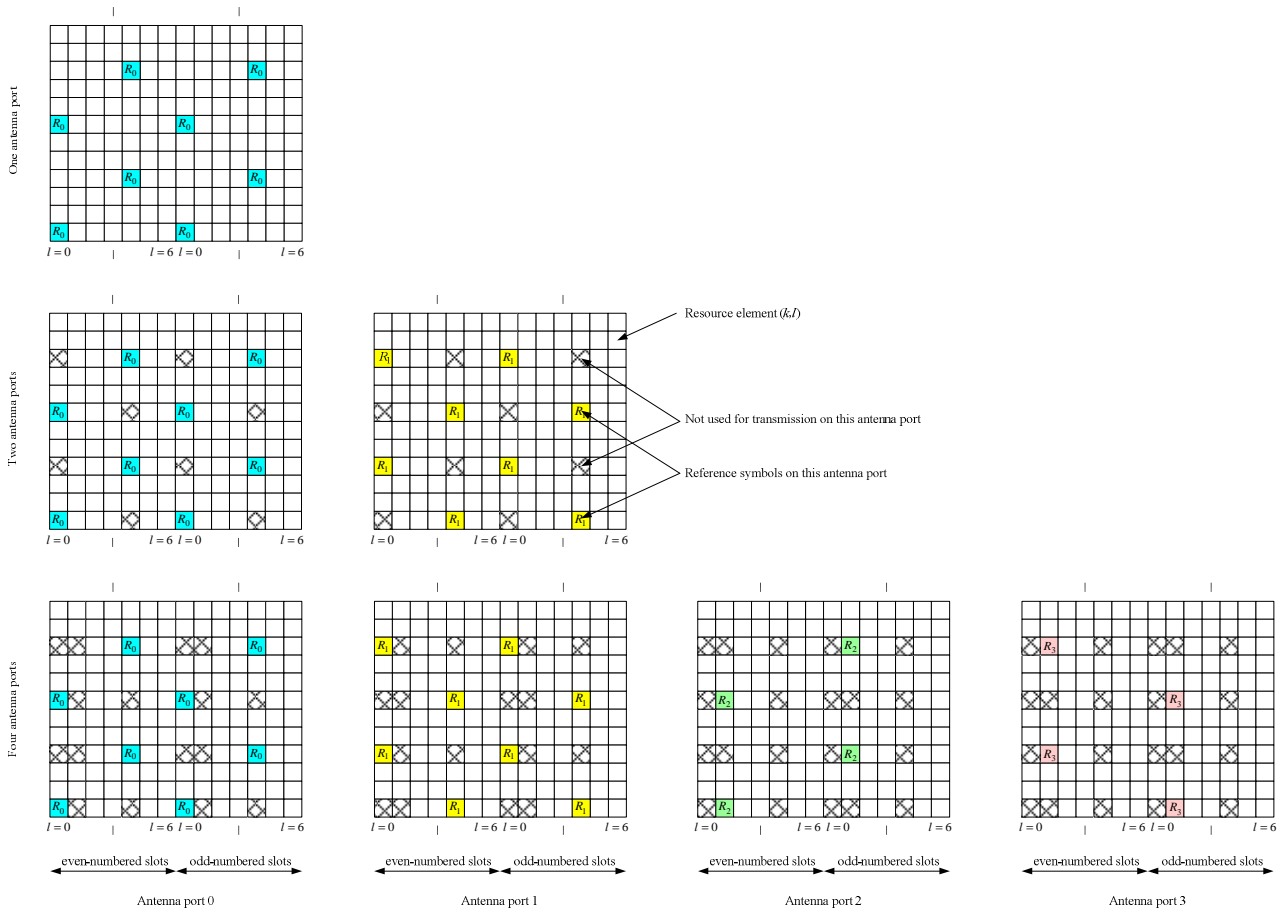 One antenna port
R0 R0
R0 R0
R0 R0
R0 R0
l = 0 l = 6 l = 0 l = 6
Two antenna ports
R0 R0
R0 R0
R0 R0
R0 R0
l = 0 l = 6 l = 0 l = 6
R1 R1
R1 R1
R1 R1
R1 R1
l = 0 l = 6 l = 0 l = 6
Resource element (k,l)
Not used for transmission on this antenna port
Reference symbols on this antenna port
Four antenna ports
R0 R0
R0 R0
R0 R0
R0 R0
l = 0 l = 6 l = 0 l = 6
even-numbered slots odd-numbered slots
Antenna port 0
R1 R1
R1 R1
R1 R1
R1 R1
l = 0 l = 6 l = 0 l = 6
even-numbered slots odd-numbered slots
Antenna port 1
R2
R2
R2
R2
l = 0 l = 6 l = 0 l = 6
even-numbered slots odd-numbered slots
Antenna port 2
R3
R3
R3
R3
l = 0 l = 6 l = 0 l = 6
even-numbered slots odd-numbered slots
Antenna port 3